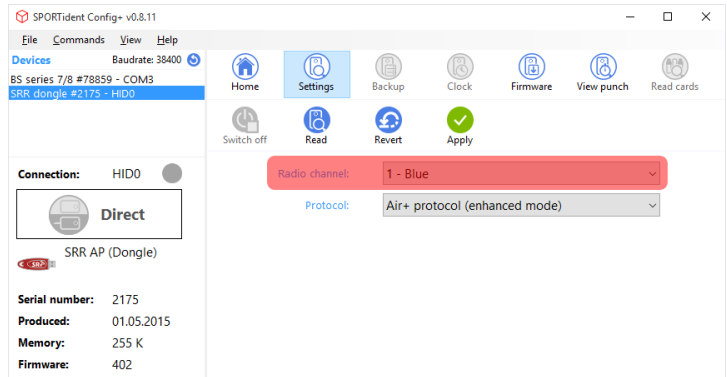 SPORTident Config+ v0.8.11
File Commands View Help
Devices Baudrate: 38400
BS series 7/8 #78859 - COM3
SRR dongle #2175 - HID0
Home Settings Backup Clock Firmware View punch Read cards
Switch off Read Revert Apply
Connection: HID0
Direct
SRR AP (Dongle)
SRR
Serial number: 2175
Produced: 01.05.2015
Memory: 255 K
Firmware: 402
Radio channel: 1 - Blue
Protocol: Air+ protocol (enhanced mode)